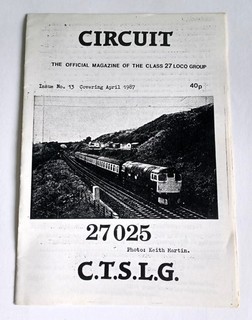 CIRCUIT
THE OFFICIAL MAGAZINE OF THE CLASS 27 LOCO GROUP
Issue No. 13 Covering April 1987 40p
27025
Photo: Keith Martin.
C.T.S.L.G.